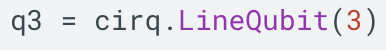 q3 = cirq.LineQubit(3)